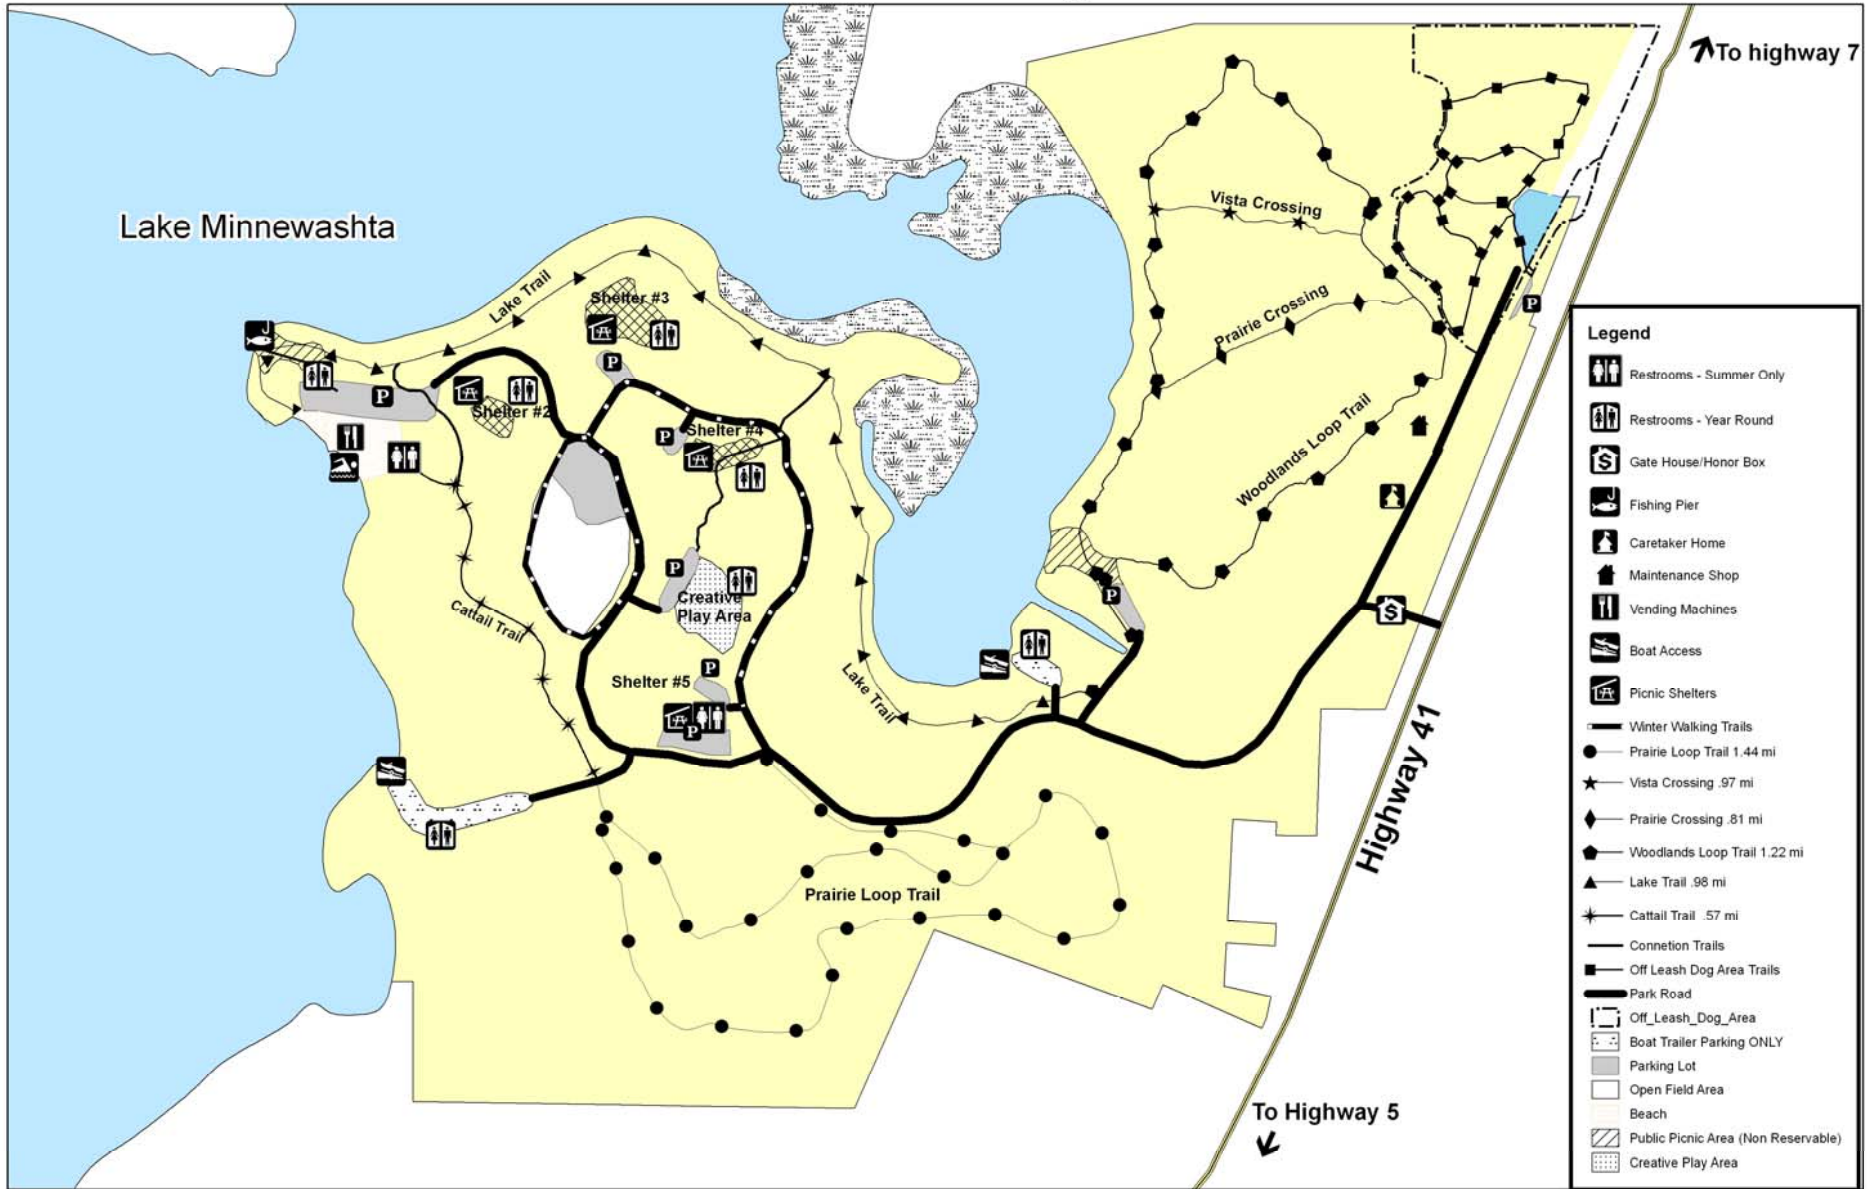 To highway 7
Lake Minnewashta
Vista Crossing
Lake Trail
Shelter #3
Prairie Crossing
P
P
P
Shelter #2
Shelter #4
P
Woodlands Loop Trail
P
Creative
Play Area
P
Cattail Trail
$
Shelter #5
P
Lake Trail
P
Highway 41
Prairie Loop Trail
To Highway 5
Legend
Restrooms - Summer Only
Restrooms - Year Round
$
Gate House/Honor Box
Fishing Pier
Caretaker Home
Maintenance Shop
Vending Machines
Boat Access
Picnic Shelters
Winter Walking Trails
Prairie Loop Trail 1.44 mi
Vista Crossing .97 mi
Prairie Crossing .81 mi
Woodlands Loop Trail 1.22 mi
Lake Trail .98 mi
Cattail Trail .57 mi
Connetion Trails
Off Leash Dog Area Trails
Park Road
Off_Leash_Dog_Area
Boat Trailer Parking ONLY
Parking Lot
Open Field Area
Beach
Public Picnic Area (Non Reservable)
Creative Play Area